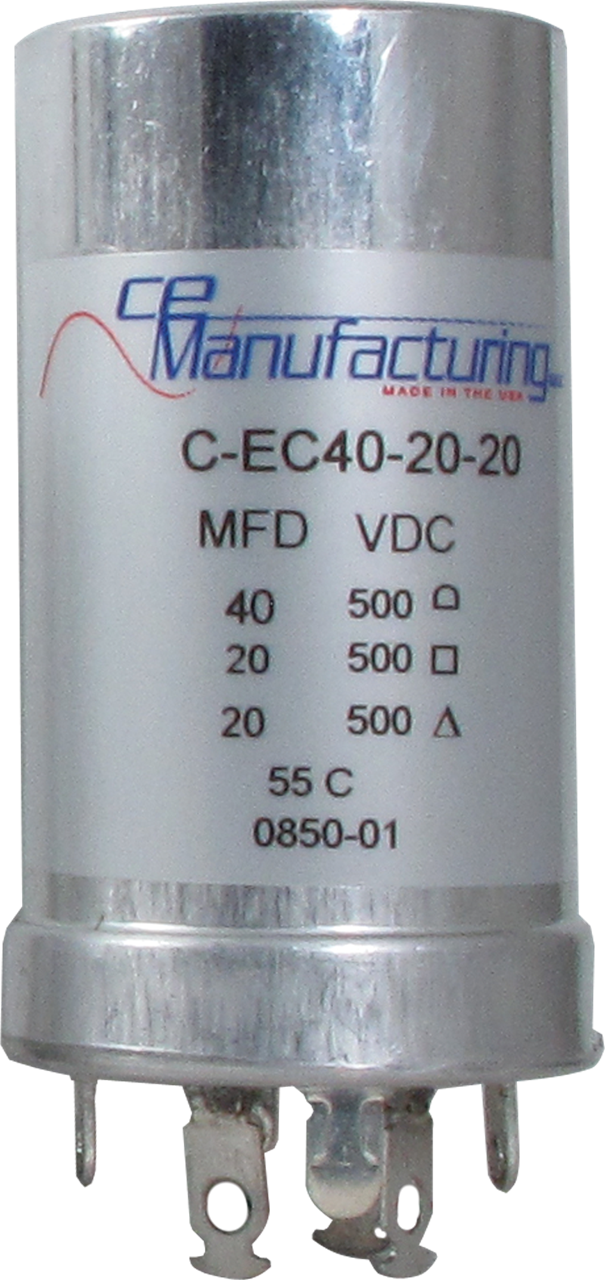 ce
Manufacturing
MADE IN THE USA
C-EC40-20-20
MFD VDC
40 500
20 500
20 500
55 C
0850-01